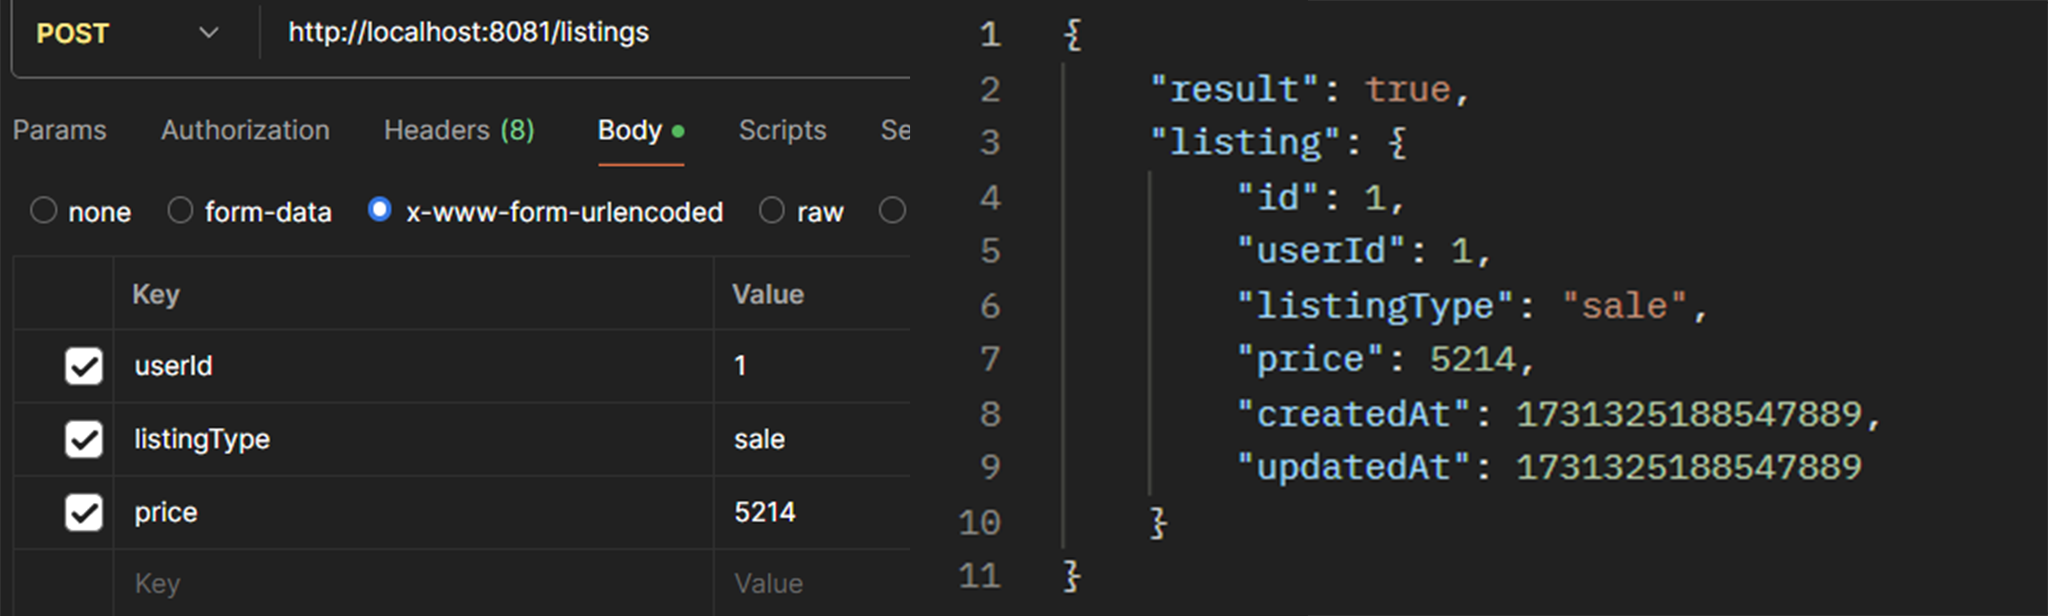 POST http://localhost:8081/listings
Params Authorization Headers (8) Body Scripts Se
none form-data x-www-form-urlencoded raw
Key Value
userId 1
listingType sale
price 5214
Key Value
1 {
2 "result": true,
3 "listing": {
4 "id": 1,
5 "userId": 1,
6 "listingType": "sale",
7 "price": 5214,
8 "createdAt": 1731325188547889,
9 "updatedAt": 1731325188547889
10 }
11 }